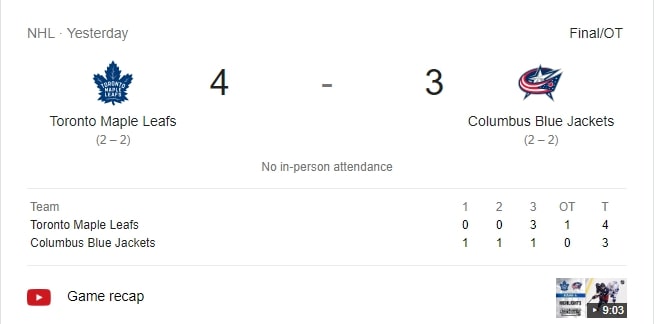 NHL · Yesterday Final/OT
4 - 3
TORONTO MAPLE LEAFS
Toronto Maple Leafs Columbus Blue Jackets
(2 – 2) (2 – 2)
No in-person attendance
Team 1 2 3 OT T
Toronto Maple Leafs 0 0 3 1 4
Columbus Blue Jackets 1 1 1 0 3
Game recap
HIGHLIGHTS
9:03